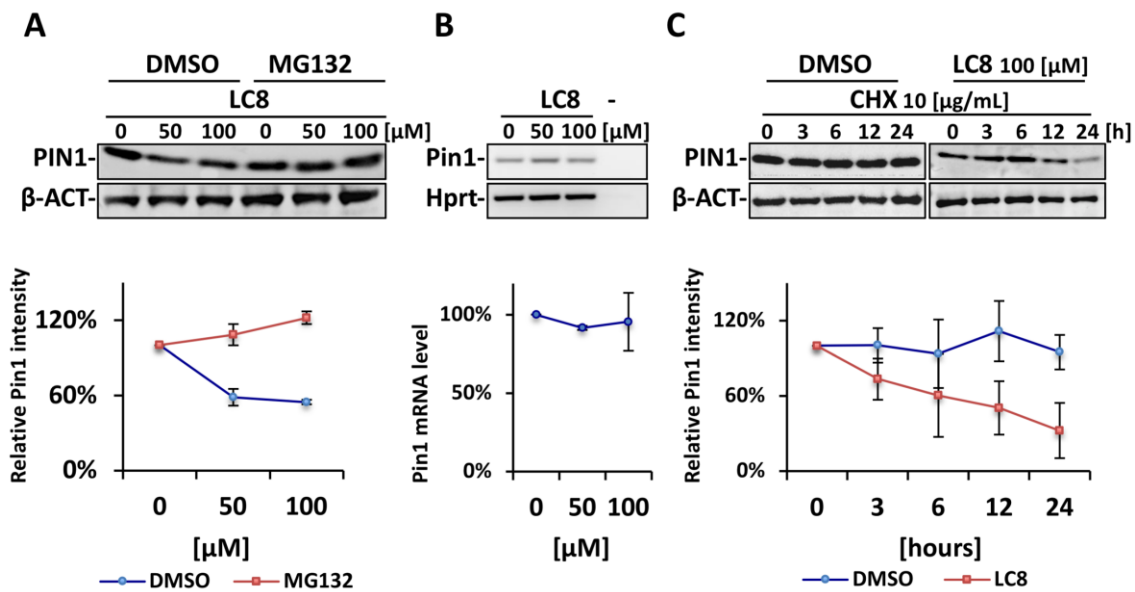 A
DMSO MG132
LC8
0 50 100 0 50 100 [µM]
PIN1-
β-ACT-
Relative Pin1 intensity
120%
60%
0%
0 50 100
[µM]
DMSO MG132
B
LC8 -
0 50 100 [µM]
Pin1-
Hprt-
Pin1 mRNA level
100%
50%
0%
0 50 100
[µM]
C
DMSO LC8 100 [µM]
CHX 10 [µg/mL]
0 3 6 12 24 0 3 6 12 24 [h]
PIN1-
β-ACT-
Relative Pin1 intensity
120%
60%
0%
0 3 6 12 24
[hours]
DMSO LC8